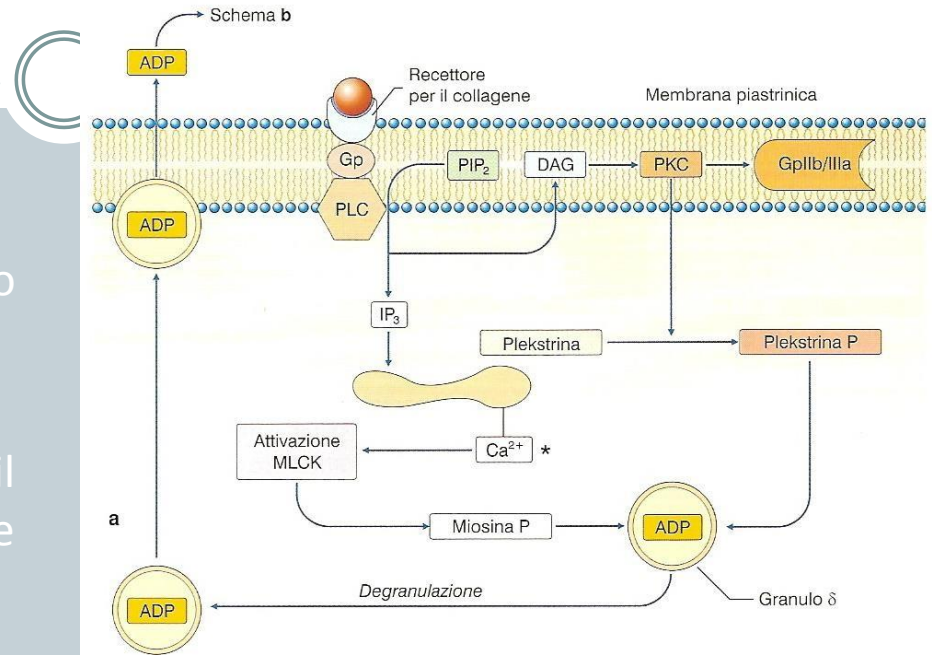 Schema b
ADP
Recettore
per il collagene
Membrana piastrinica
Gp
PIP₂
DAG
PKC
GpIIb/IIIa
PLC
ADP
IP₃
Plekstrina
Plekstrina P
Attivazione
MLCK
Ca²⁺ *
a
Miosina P
ADP
Degranulazione
ADP
Granulo δ
il
e